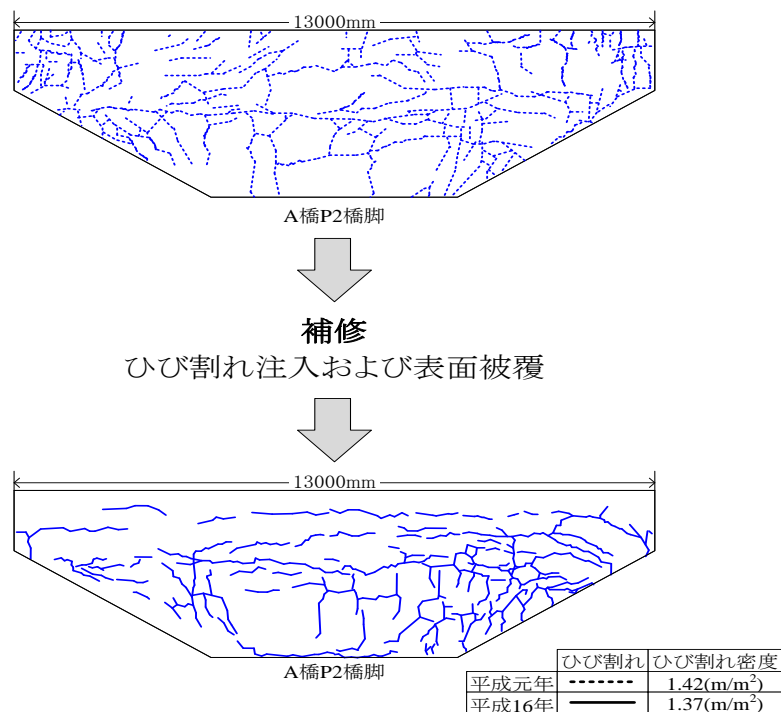 13000mm
A橋P2橋脚
補修
ひび割れ注入および表面被覆
13000mm
A橋P2橋脚
ひび割れ ひび割れ密度
平成元年 1.42(m/m²)
平成16年 1.37(m/m²)